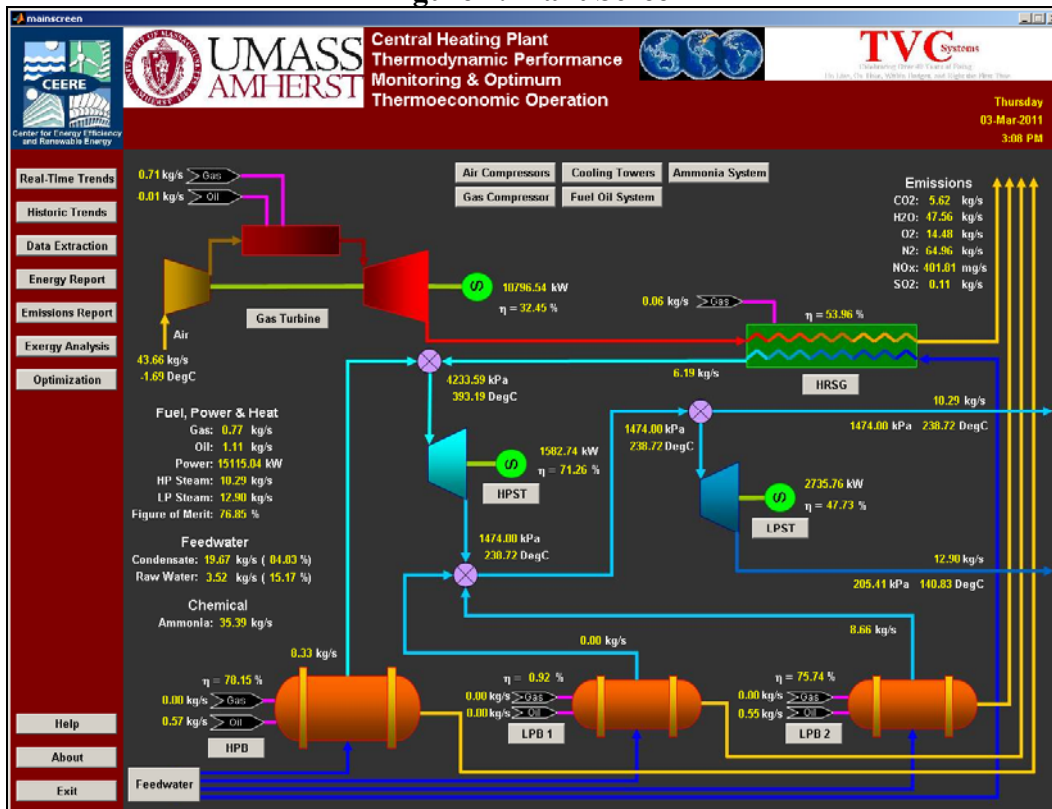 mainscreen
CEERE
Center for Energy Efficiency
and Renewable Energy
UMASS
AMHERST
Central Heating Plant
Thermodynamic Performance
Monitoring & Optimum
Thermoeconomic Operation
TVC Systems
Thursday
03-Mar-2011
3:08 PM
Real-Time Trends
Historic Trends
Data Extraction
Energy Report
Emissions Report
Exergy Analysis
Optimization
Help
About
Exit
0.71 kg/s Gas
-0.01 kg/s Oil
Air Compressors
Cooling Towers
Ammonia System
Gas Compressor
Fuel Oil System
Emissions
CO2: 5.62 kg/s
H2O: 47.56 kg/s
O2: 14.48 kg/s
N2: 64.96 kg/s
NOx: 401.81 mg/s
SO2: 0.11 kg/s
S
10796.54 kW
η = 32.45 %
Gas Turbine
Air
43.66 kg/s
-1.69 DegC
0.06 kg/s Gas
η = 53.96 %
HRSG
6.19 kg/s
4233.59 kPa
393.19 DegC
10.29 kg/s
1474.00 kPa 238.72 DegC
1474.00 kPa
238.72 DegC
Fuel, Power & Heat
Gas: 0.77 kg/s
Oil: 1.11 kg/s
Power: 15115.04 kW
HP Steam: 10.29 kg/s
LP Steam: 12.90 kg/s
Figure of Merit: 76.85 %
S
1582.74 kW
η = 71.26 %
HPST
S
2735.76 kW
η = 47.73 %
LPST
1474.00 kPa
238.72 DegC
12.90 kg/s
205.41 kPa 140.83 DegC
Feedwater
Condensate: 19.67 kg/s ( 84.83 %)
Raw Water: 3.52 kg/s ( 15.17 %)
Chemical
Ammonia: 35.39 kg/s
8.33 kg/s
0.00 kg/s
8.66 kg/s
η = 78.15 %
0.00 kg/s Gas
0.57 kg/s Oil
HPB
η = 0.92 %
0.00 kg/s Gas
0.00 kg/s Oil
LPB 1
η = 75.74 %
0.00 kg/s Gas
0.55 kg/s Oil
LPB 2
Feedwater